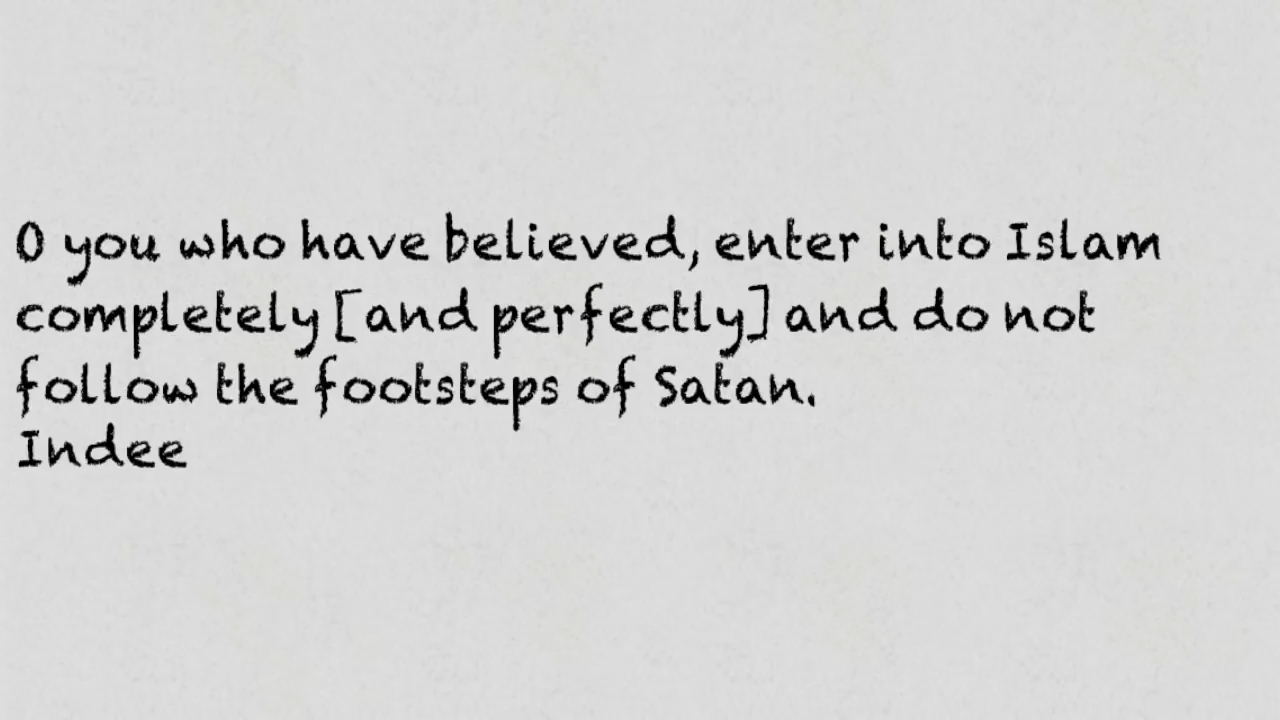 O you who have believed, enter into Islam
completely [and perfectly] and do not
follow the footsteps of Satan.
Indee